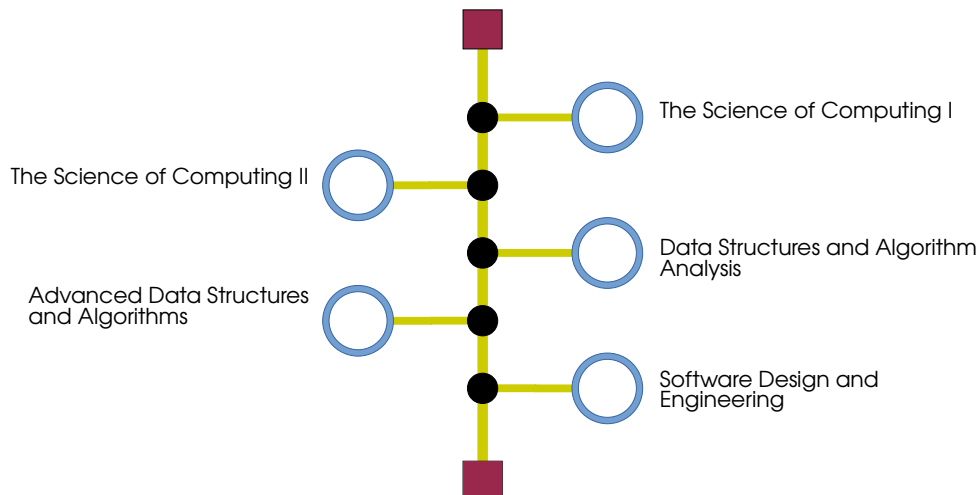 The Science of Computing I
The Science of Computing II
Data Structures and Algorithm
Analysis
Advanced Data Structures
and Algorithms
Software Design and
Engineering